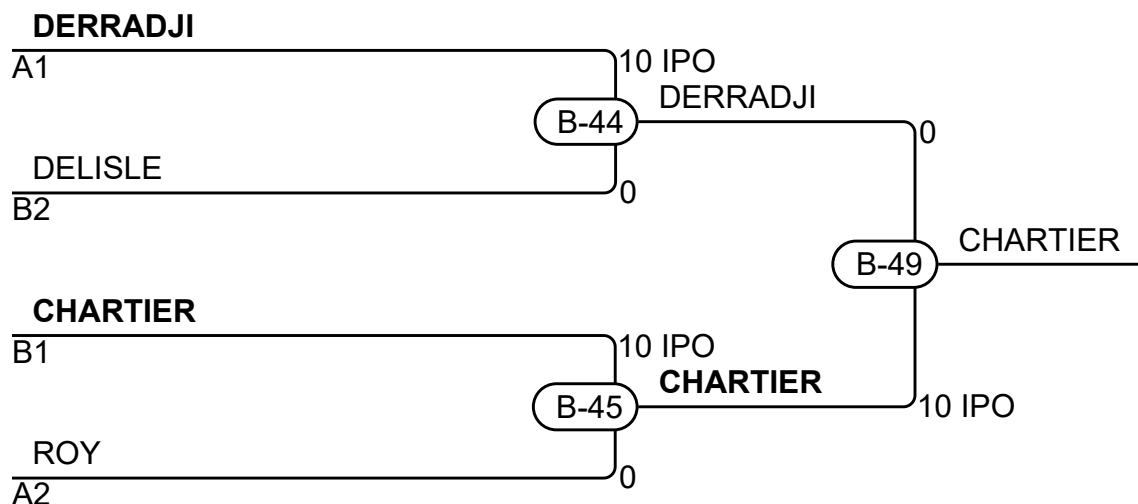 DERRADJI
A1
10 IPO
B-44
DERRADJI
DELISLE
B2
0
0
B-49
CHARTIER
CHARTIER
B1
10 IPO
B-45
CHARTIER
10 IPO
ROY
A2
0